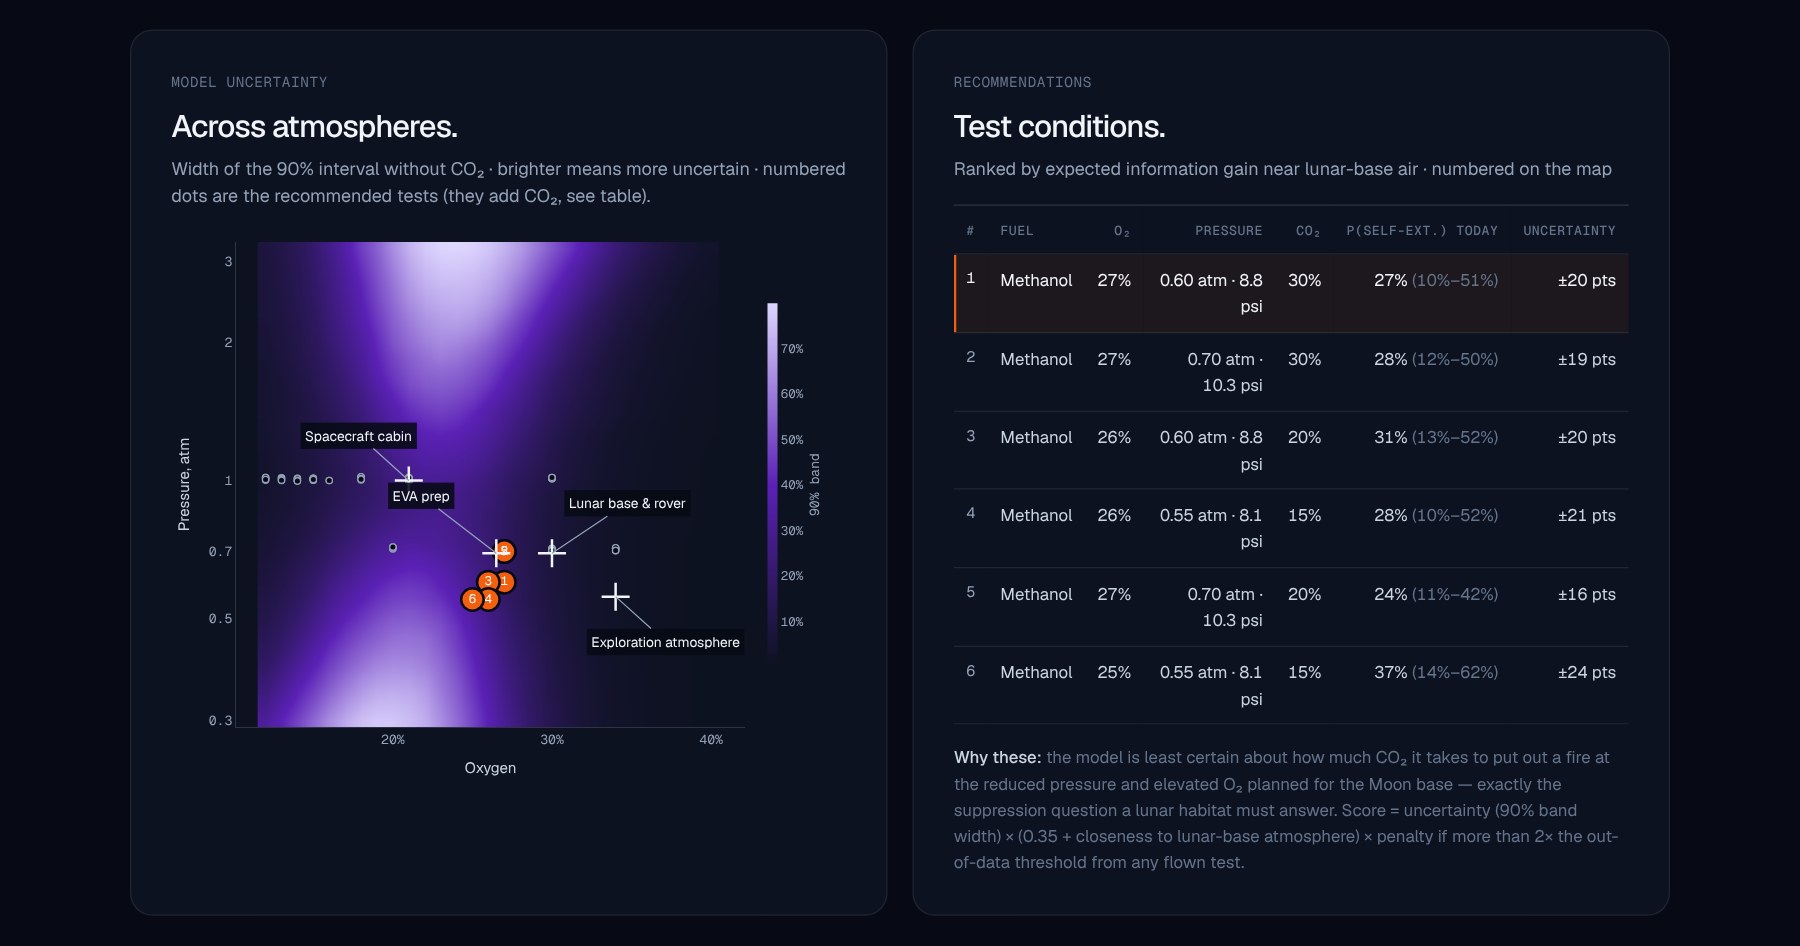 MODEL UNCERTAINTY
Across atmospheres.
Width of the 90% interval without CO₂ · brighter means more uncertain · numbered
dots are the recommended tests (they add CO₂, see table).
3
2
1
0.7
0.5
0.3
Pressure, atm
Spacecraft cabin
EVA prep
Lunar base & rover
Exploration atmosphere
3
1
6
4
20%
30%
40%
Oxygen
70%
60%
50%
40%
30%
20%
10%
90% band
RECOMMENDATIONS
Test conditions.
Ranked by expected information gain near lunar-base air · numbered on the map
# FUEL O₂ PRESSURE CO₂ P(SELF-EXT.) TODAY UNCERTAINTY
1 Methanol 27% 0.60 atm · 8.8 30% 27% (10%–51%) ±20 pts
psi
2 Methanol 27% 0.70 atm · 30% 28% (12%–50%) ±19 pts
10.3 psi
3 Methanol 26% 0.60 atm · 8.8 20% 31% (13%–52%) ±20 pts
psi
4 Methanol 26% 0.55 atm · 8.1 15% 28% (10%–52%) ±21 pts
psi
5 Methanol 27% 0.70 atm · 20% 24% (11%–42%) ±16 pts
10.3 psi
6 Methanol 25% 0.55 atm · 8.1 15% 37% (14%–62%) ±24 pts
psi
Why these: the model is least certain about how much CO₂ it takes to put out a fire at
the reduced pressure and elevated O₂ planned for the Moon base — exactly the
suppression question a lunar habitat must answer. Score = uncertainty (90% band
width) × (0.35 + closeness to lunar-base atmosphere) × penalty if more than 2× the out-
of-data threshold from any flown test.